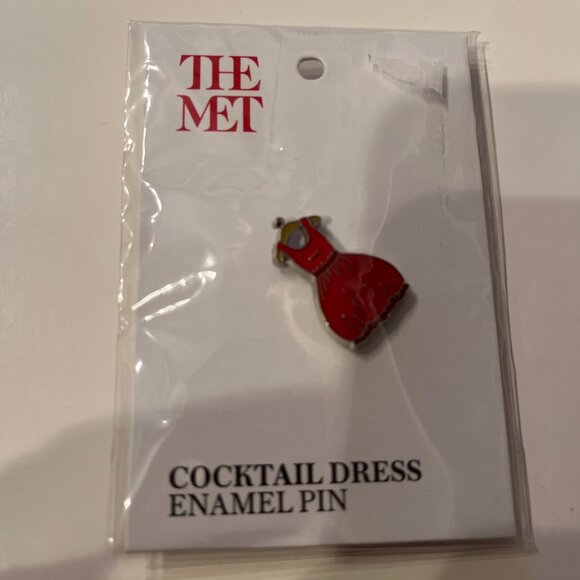 THE
MET
COCKTAIL DRESS
ENAMEL PIN